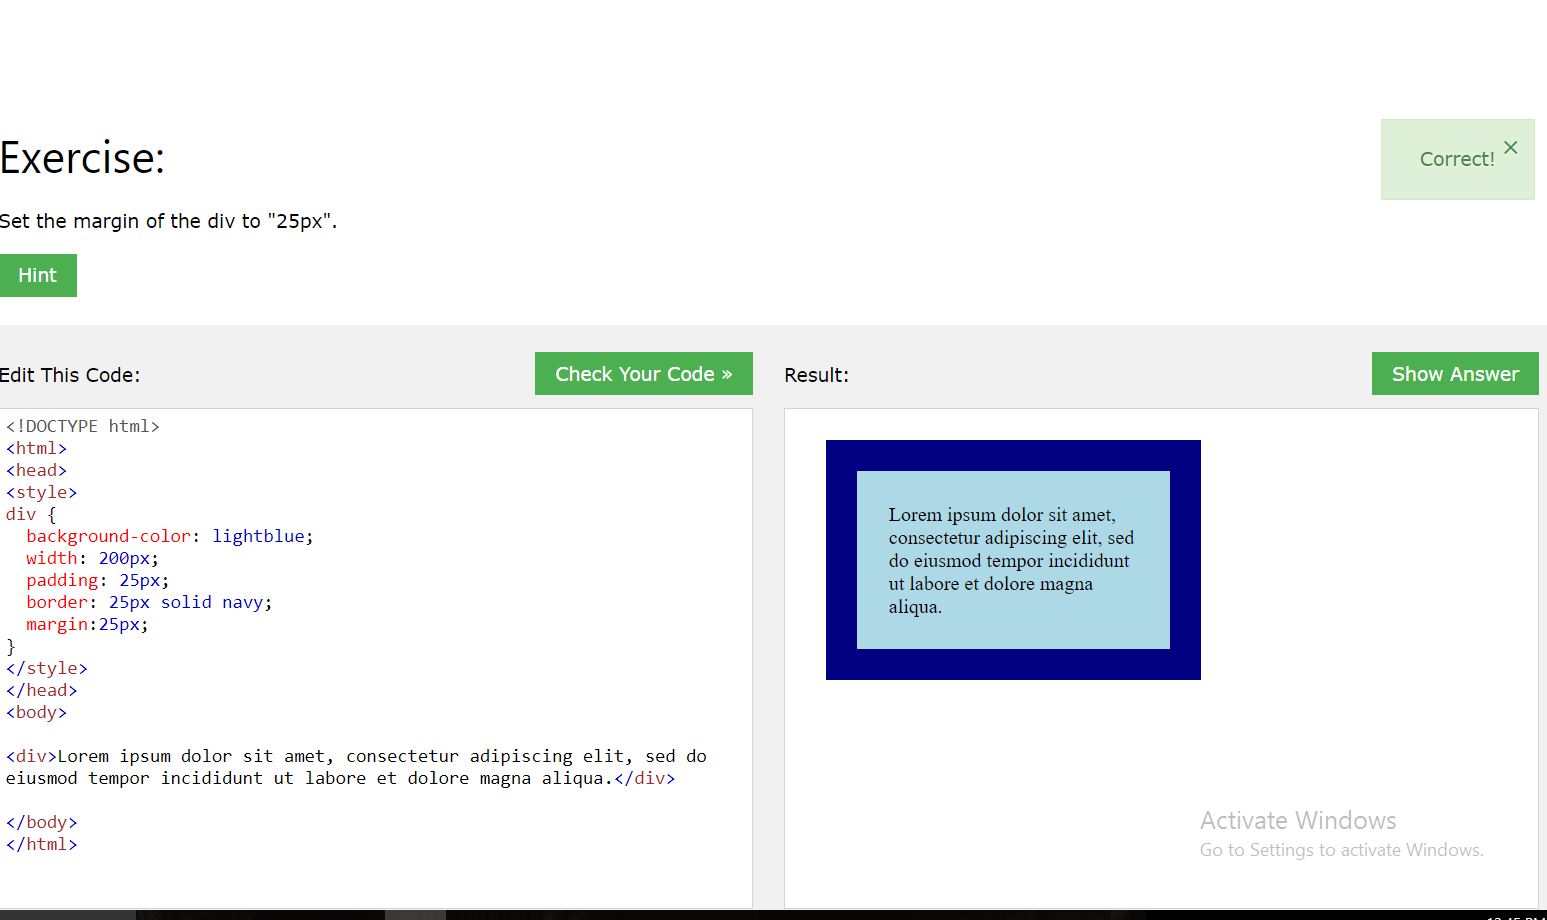 Exercise:
Correct! ×
Set the margin of the div to "25px".
Hint
Edit This Code:
Check Your Code »
Result:
Show Answer
<!DOCTYPE html>
<html>
<head>
<style>
div {
  background-color: lightblue;
  width: 200px;
  padding: 25px;
  border: 25px solid navy;
  margin:25px;
}
</style>
</head>
<body>
<div>Lorem ipsum dolor sit amet, consectetur adipiscing elit, sed do
eiusmod tempor incididunt ut labore et dolore magna aliqua.</div>
</body>
</html>
Lorem ipsum dolor sit amet,
consectetur adipiscing elit, sed
do eiusmod tempor incididunt
ut labore et dolore magna
aliqua.
Activate Windows
Go to Settings to activate Windows.